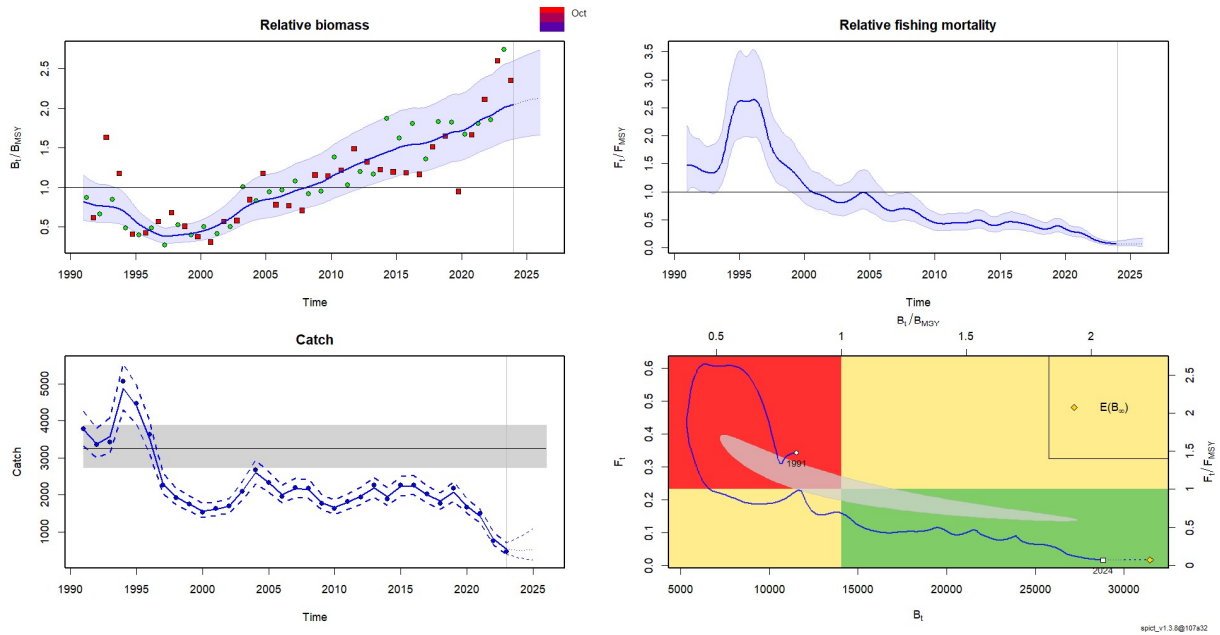 Relative biomass
Oct
B_t / B_MSY
0.5 1.0 1.5 2.0 2.5
1990 1995 2000 2005 2010 2015 2020 2025
Time
Relative fishing mortality
F_t / F_MSY
0.0 0.5 1.0 1.5 2.0 2.5 3.0 3.5
1990 1995 2000 2005 2010 2015 2020 2025
Time
Catch
Catch
1000 2000 3000 4000 5000
1990 1995 2000 2005 2010 2015 2020 2025
Time
B_t / B_MSY
0.5 1 1.5 2
F_t
0.0 0.1 0.2 0.3 0.4 0.5 0.6
E(B_∞)
1991
2024
0 0.5 1 1.5 2 2.5
F_t / F_MSY
5000 10000 15000 20000 25000 30000
B_t
spict_v1.3.8@107a32